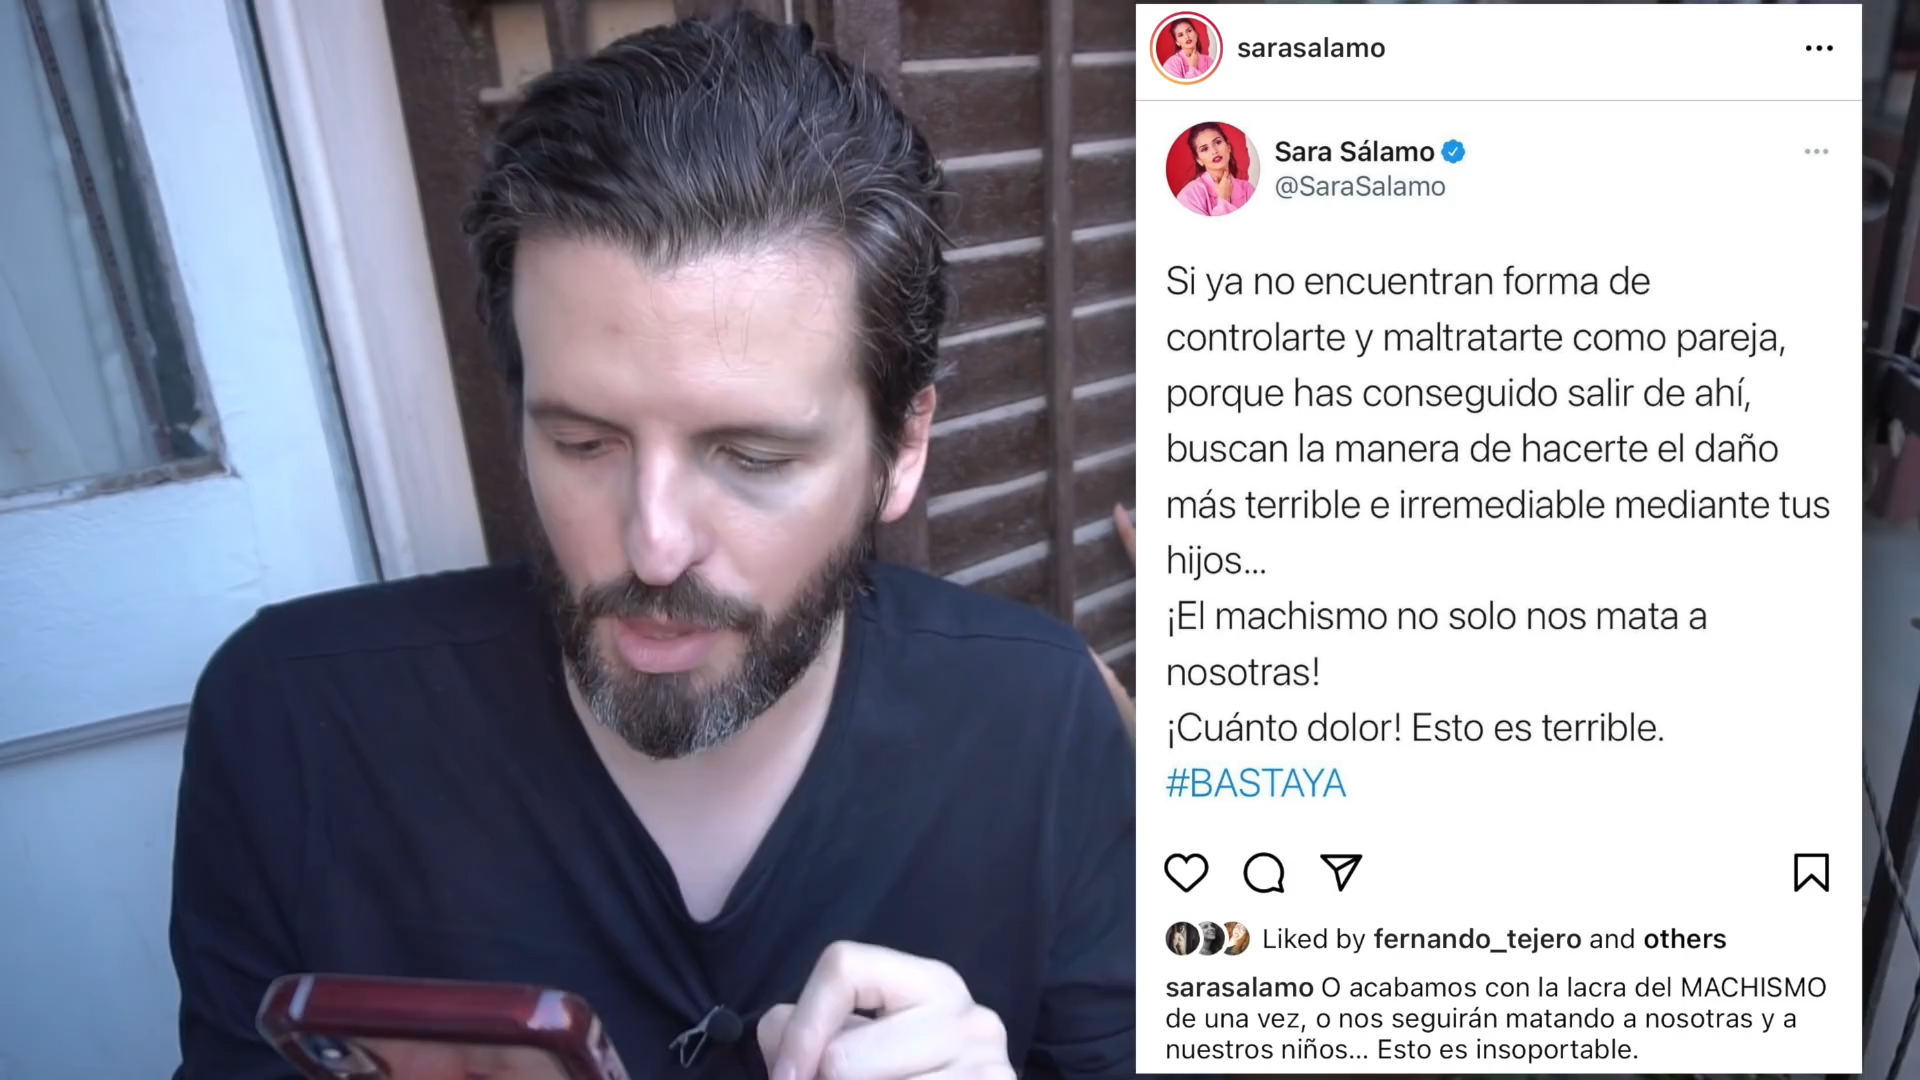 sarasalamo
Sara Sálamo
@SaraSalamo
Si ya no encuentran forma de
controlarte y maltratarte como pareja,
porque has conseguido salir de ahí,
buscan la manera de hacerte el daño
más terrible e irremediable mediante tus
hijos...
¡El machismo no solo nos mata a
nosotras!
¡Cuánto dolor! Esto es terrible.
#BASTAYA
Liked by fernando_tejero and others
sarasalamo O acabamos con la lacra del MACHISMO
de una vez, o nos seguirán matando a nosotras y a
nuestros niños... Esto es insoportable.